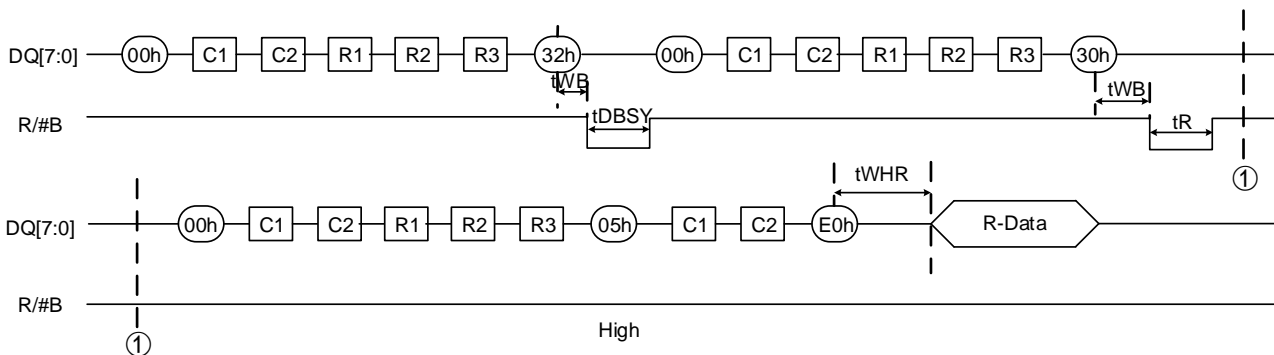 DQ[7:0] 00h C1 C2 R1 R2 R3 32h 00h C1 C2 R1 R2 R3 30h
tWB tWB
R/#B tDBSY tR
①
tWHR
DQ[7:0] 00h C1 C2 R1 R2 R3 05h C1 C2 E0h R-Data
R/#B
High
①